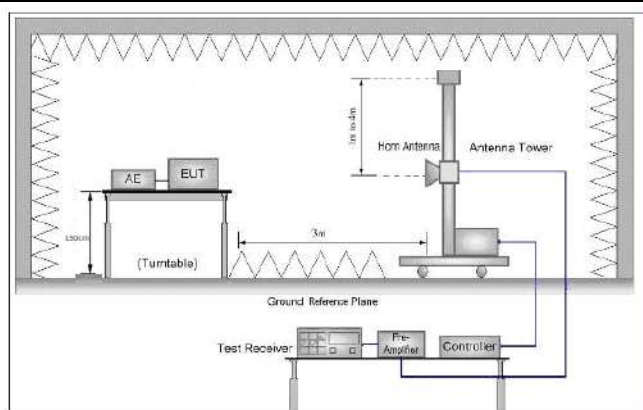 1m to 4m
Horn Antenna
Antenna Tower
AE
EUT
150cm
(Turntable)
3m
Ground Reference Plane
Test Receiver
Pre-
Amplifier
Controller